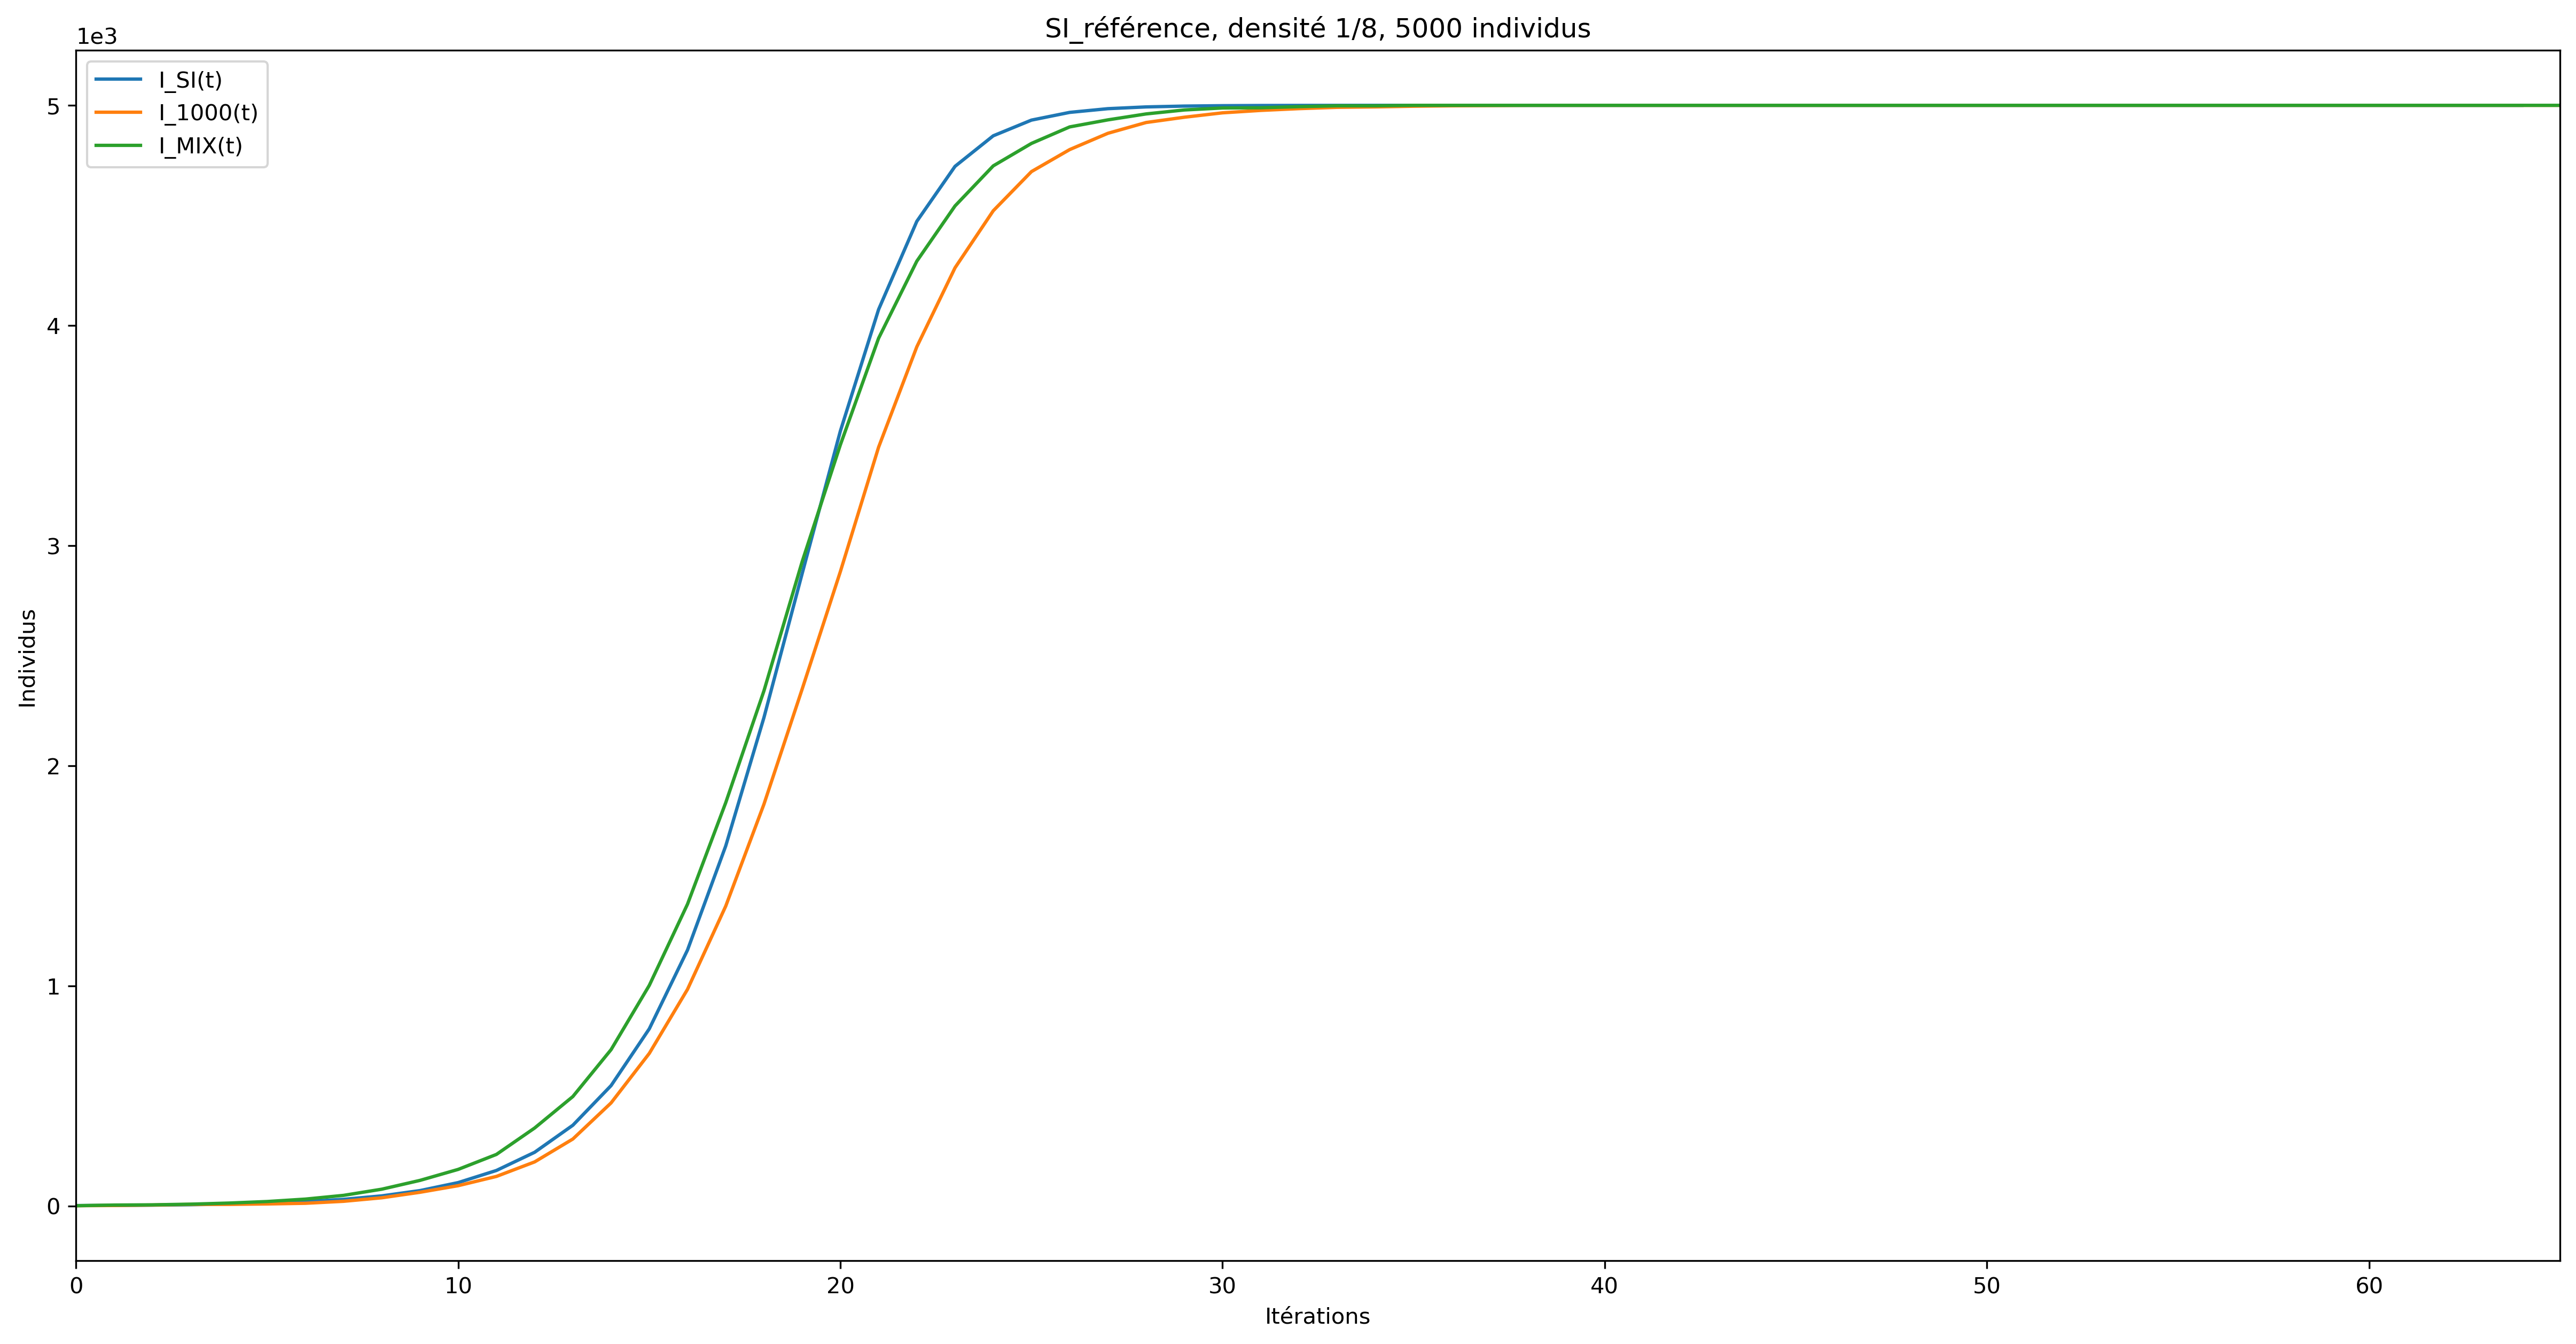 SI_référence, densité 1/8, 5000 individus
1e3
I_SI(t)
I_1000(t)
I_MIX(t)
5
4
3
2
1
0
Individus
0 10 20 30 40 50 60
Itérations